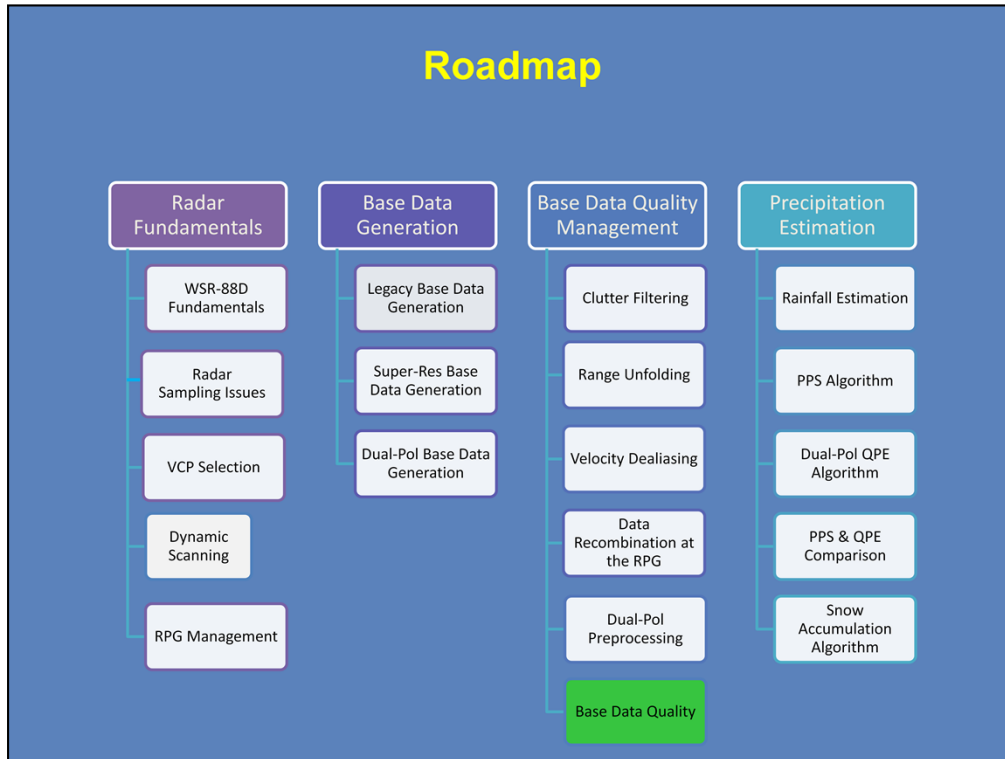 Roadmap
Radar
Fundamentals
WSR-88D
Fundamentals
Radar
Sampling Issues
VCP Selection
Dynamic
Scanning
RPG Management
Base Data
Generation
Legacy Base Data
Generation
Super-Res Base
Data Generation
Dual-Pol Base Data
Generation
Base Data Quality
Management
Clutter Filtering
Range Unfolding
Velocity Dealiasing
Data
Recombination at
the RPG
Dual-Pol
Preprocessing
Base Data Quality
Precipitation
Estimation
Rainfall Estimation
PPS Algorithm
Dual-Pol QPE
Algorithm
PPS & QPE
Comparison
Snow
Accumulation
Algorithm